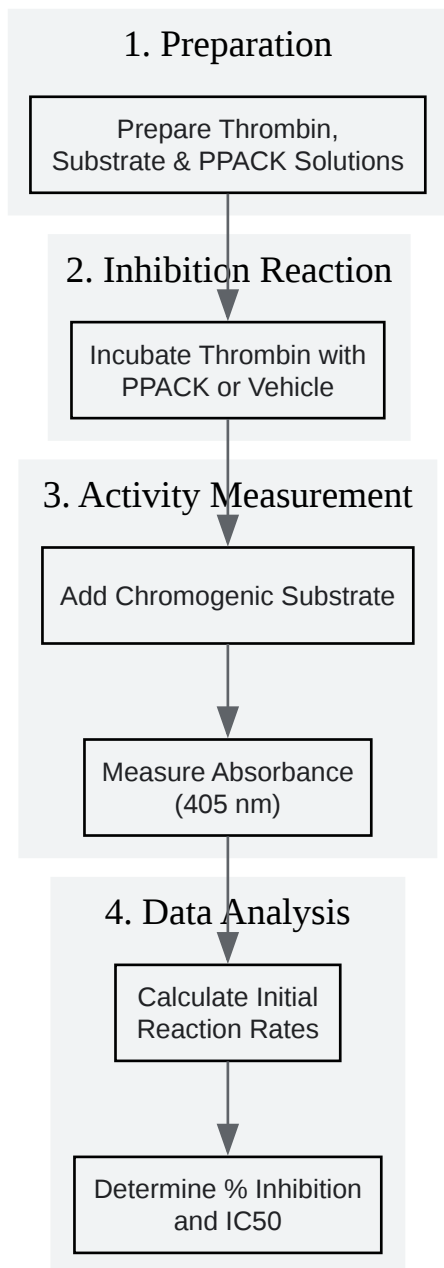 1. Preparation
Prepare Thrombin,
Substrate & PPACK Solutions
2. Inhibition Reaction
Incubate Thrombin with
PPACK or Vehicle
3. Activity Measurement
Add Chromogenic Substrate
Measure Absorbance
(405 nm)
4. Data Analysis
Calculate Initial
Reaction Rates
Determine % Inhibition
and IC50